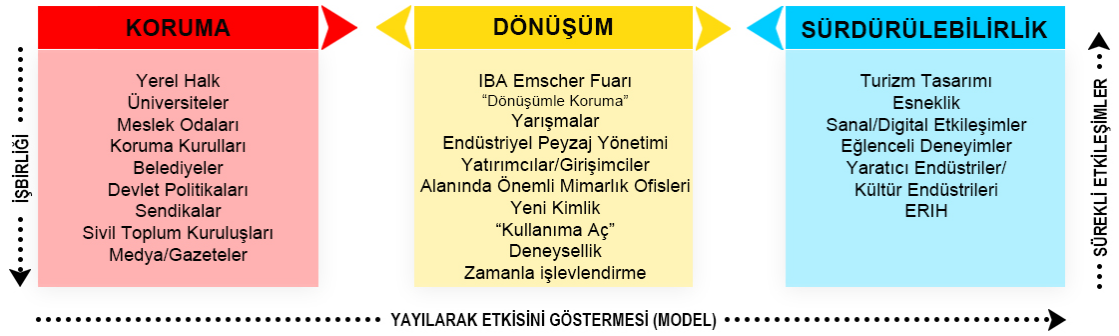 KORUMA
Yerel Halk
Üniversiteler
Meslek Odaları
Koruma Kurulları
Belediyeler
Devlet Politikaları
Sendikalar
Sivil Toplum Kuruluşları
Medya/Gazeteler
DÖNÜŞÜM
IBA Emscher Fuarı
“Dönüşümle Koruma”
Yarışmalar
Endüstriyel Peyzaj Yönetimi
Yatırımcılar/Girişimciler
Alanında Önemli Mimarlık Ofisleri
Yeni Kimlik
“Kullanıma Aç”
Deneysellik
Zamanla işlevlendirme
SÜRDÜRÜLEBİLİRLİK
Turizm Tasarımı
Esneklik
Sanal/Digital Etkileşimler
Eğlenceli Deneyimler
Yaratıcı Endüstriler/
Kültür Endüstrileri
ERIH
İŞBİRLİĞİ
SÜREKLİ ETKİLEŞİMLER
YAYILARAK ETKİSİNİ GÖSTERMESİ (MODEL)